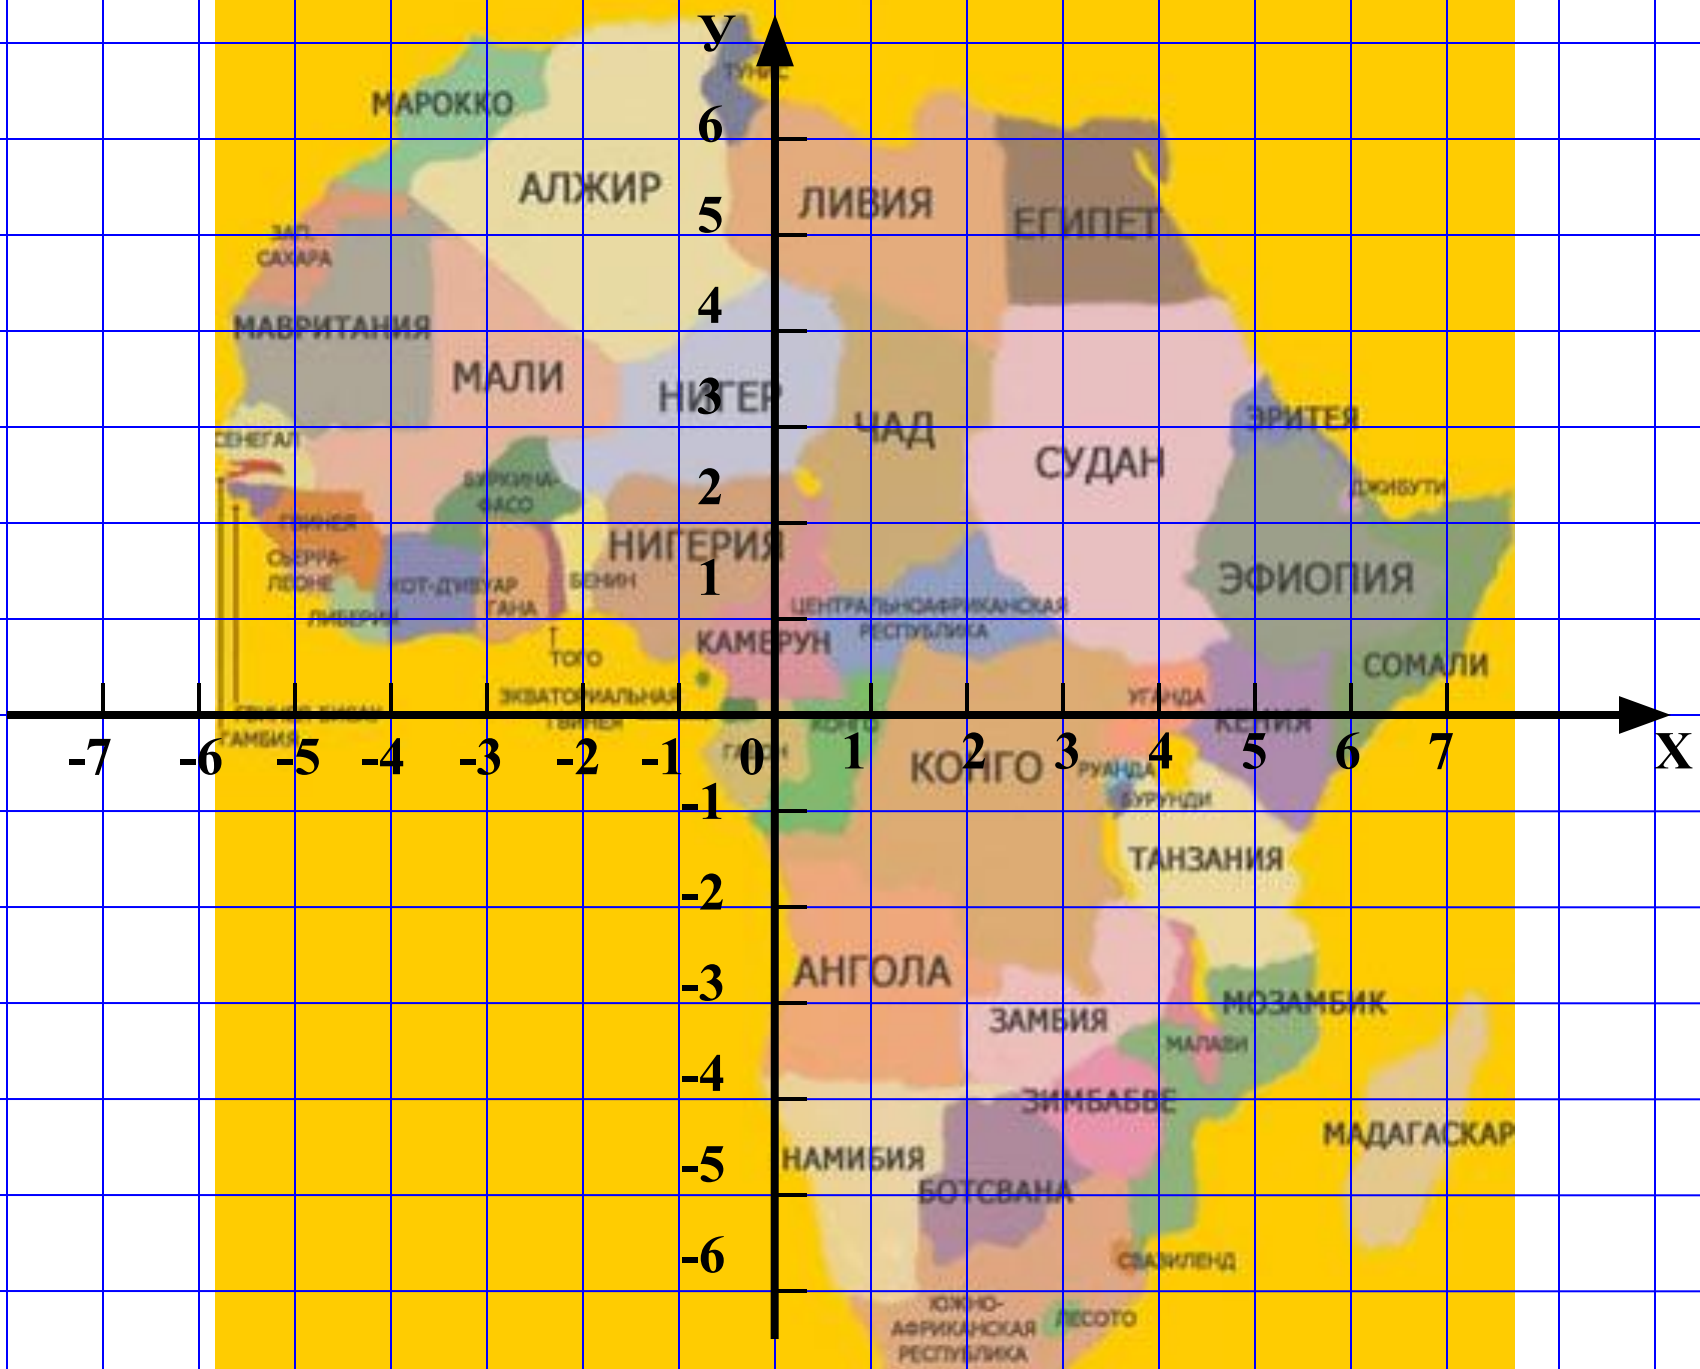 У
ТУНИС
МАРОККО
6
АЛЖИР
ЛИВИЯ
5
ЕГИПЕТ
ЗАП.
САХАРА
4
МАВРИТАНИЯ
МАЛИ
НИГЕР
3
ЧАД
ЭРИТЕЯ
СЕНЕГАЛ
СУДАН
БУРКИНА-
ФАСО
2
ДЖИБУТИ
ГВИНЕЯ
НИГЕРИЯ
СЬЕРРА-
ЛЕОНЕ
КОТ-Д'ИВУАР
БЕНИН
1
ЭФИОПИЯ
ГАНА
ЛИБЕРИЯ
ЦЕНТРАЛЬНОАФРИКАНСКАЯ
РЕСПУБЛИКА
КАМЕРУН
ТОГО
СОМАЛИ
ЭКВАТОРИАЛЬНАЯ
ГВИНЕЯ
УГАНДА
КЕНИЯ
ГВИНЕЯ-БИСАУ
ГАМБИЯ
КОНГО
ГАБОН
-7 -6 -5 -4 -3 -2 -1 0 1 2 3 4 5 6 7 Х
КОНГО
РУАНДА
БУРУНДИ
-1
ТАНЗАНИЯ
-2
АНГОЛА
-3
МОЗАМБИК
ЗАМБИЯ
МАЛАВИ
-4
ЗИМБАБВЕ
МАДАГАСКАР
НАМИБИЯ
-5
БОТСВАНА
-6
СВАЗИЛЕНД
ЮЖНО-
АФРИКАНСКАЯ
РЕСПУБЛИКА
ЛЕСОТО